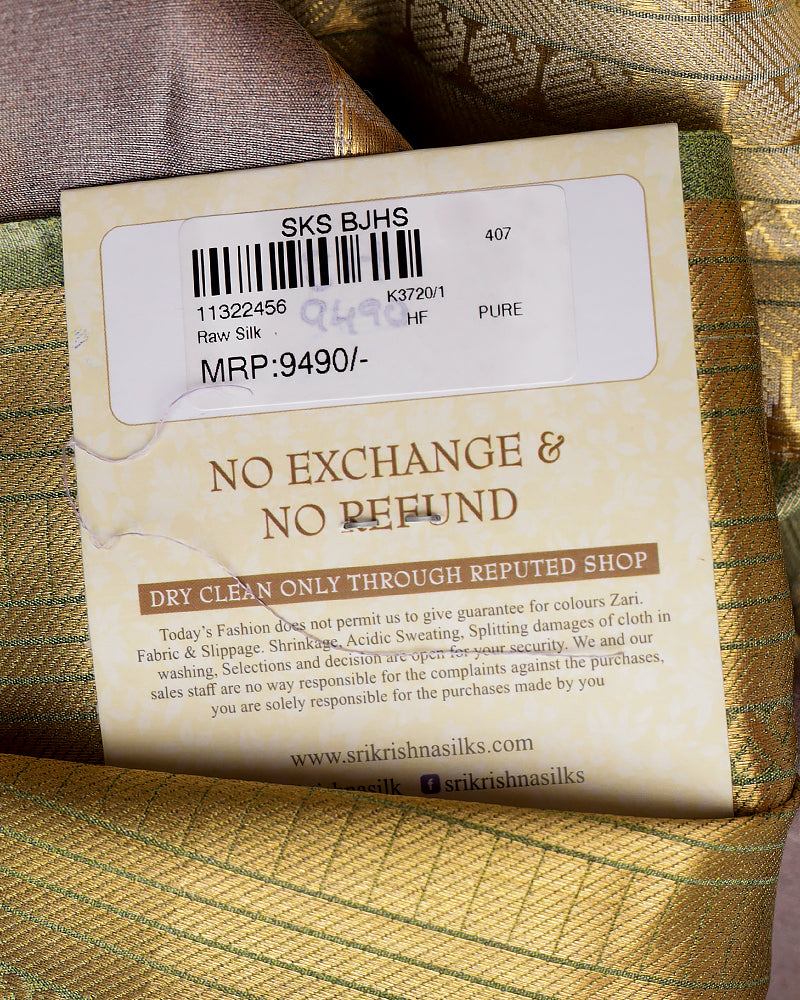 SKS BJHS
407
11322456
K3720/1
9490
HF
PURE
Raw Silk
MRP:9490/-
NO EXCHANGE &
NO REFUND
DRY CLEAN ONLY THROUGH REPUTED SHOP
Today's Fashion does not permit us to give guarantee for colours Zari.
Fabric & Slippage. Shrinkage, Acidic Sweating, Splitting damages of cloth in
washing, Selections and decision are open for your security. We and our
sales staff are no way responsible for the complaints against the purchases,
you are solely responsible for the purchases made by you
www.srikrishnasilks.com
srikrishnasilks